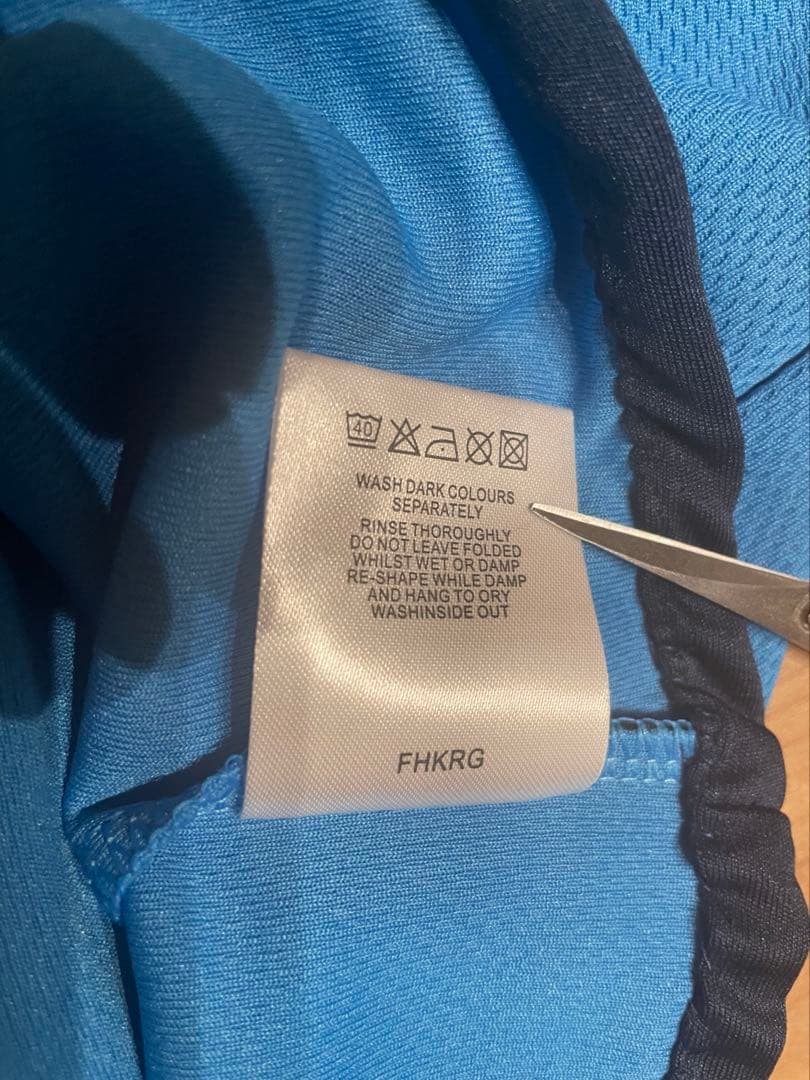 40
WASH DARK COLOURS
SEPARATELY
RINSE THOROUGHLY
DO NOT LEAVE FOLDED
WHILST WET OR DAMP
RE-SHAPE WHILE DAMP
AND HANG TO ORY
WASHINSIDE OUT
FHKRG